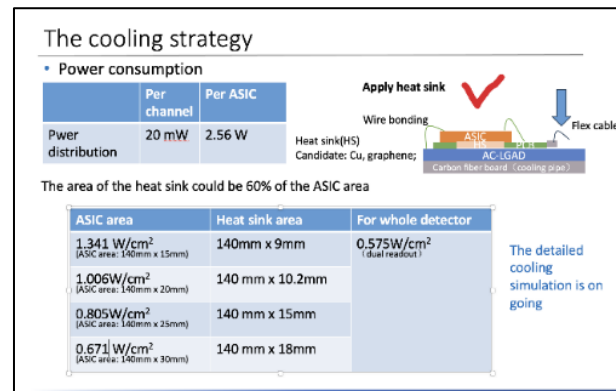 The cooling strategy
• Power consumption
Per channel
Per ASIC
Pwer distribution
20 mW
2.56 W
Apply heat sink
Wire bonding
Flex cable
Heat sink(HS)
Candidate: Cu, graphene;
ASIC
HS
AC-LGAD
Carbon fiber board (cooling pipe)
The area of the heat sink could be 60% of the ASIC area
ASIC area
Heat sink area
For whole detector
1.341 W/cm²
(ASIC area: 140mm x 15mm)
140mm x 9mm
0.575W/cm²
(dual readout)
1.006W/cm²
(ASIC area: 140mm x 20mm)
140 mm x 10.2mm
0.805W/cm²
(ASIC area: 140mm x 25mm)
140 mm x 15mm
0.671 W/cm²
(ASIC area: 140mm x 30mm)
140 mm x 18mm
The detailed
cooling
simulation is on
going